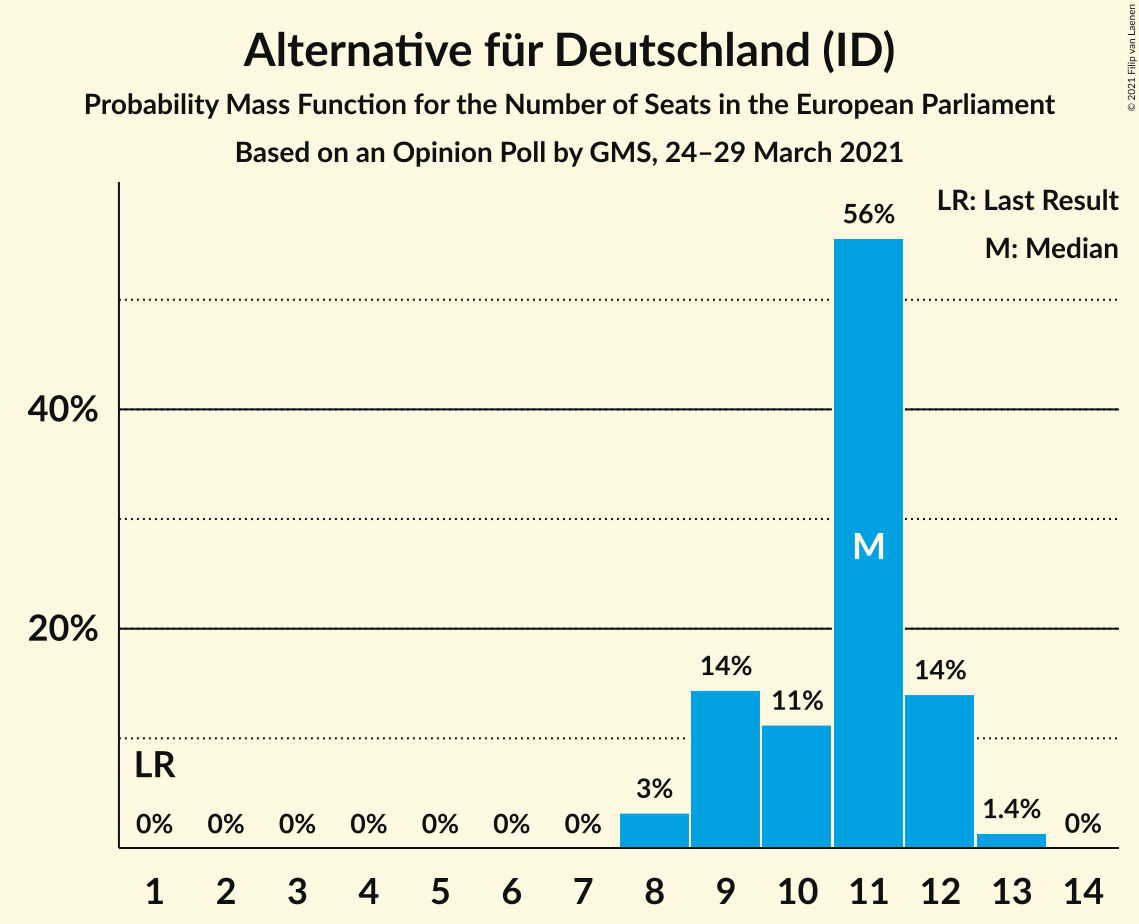 Alternative für Deutschland (ID)
Probability Mass Function for the Number of Seats in the European Parliament
Based on an Opinion Poll by GMS, 24–29 March 2021
© 2021 Filip van Laenen
LR: Last Result
M: Median
56%
40%
M
20%
14%
11%
14%
LR
3%
1.4%
0%
0%
0%
0%
0%
0%
0%
0%
1 2 3 4 5 6 7 8 9 10 11 12 13 14